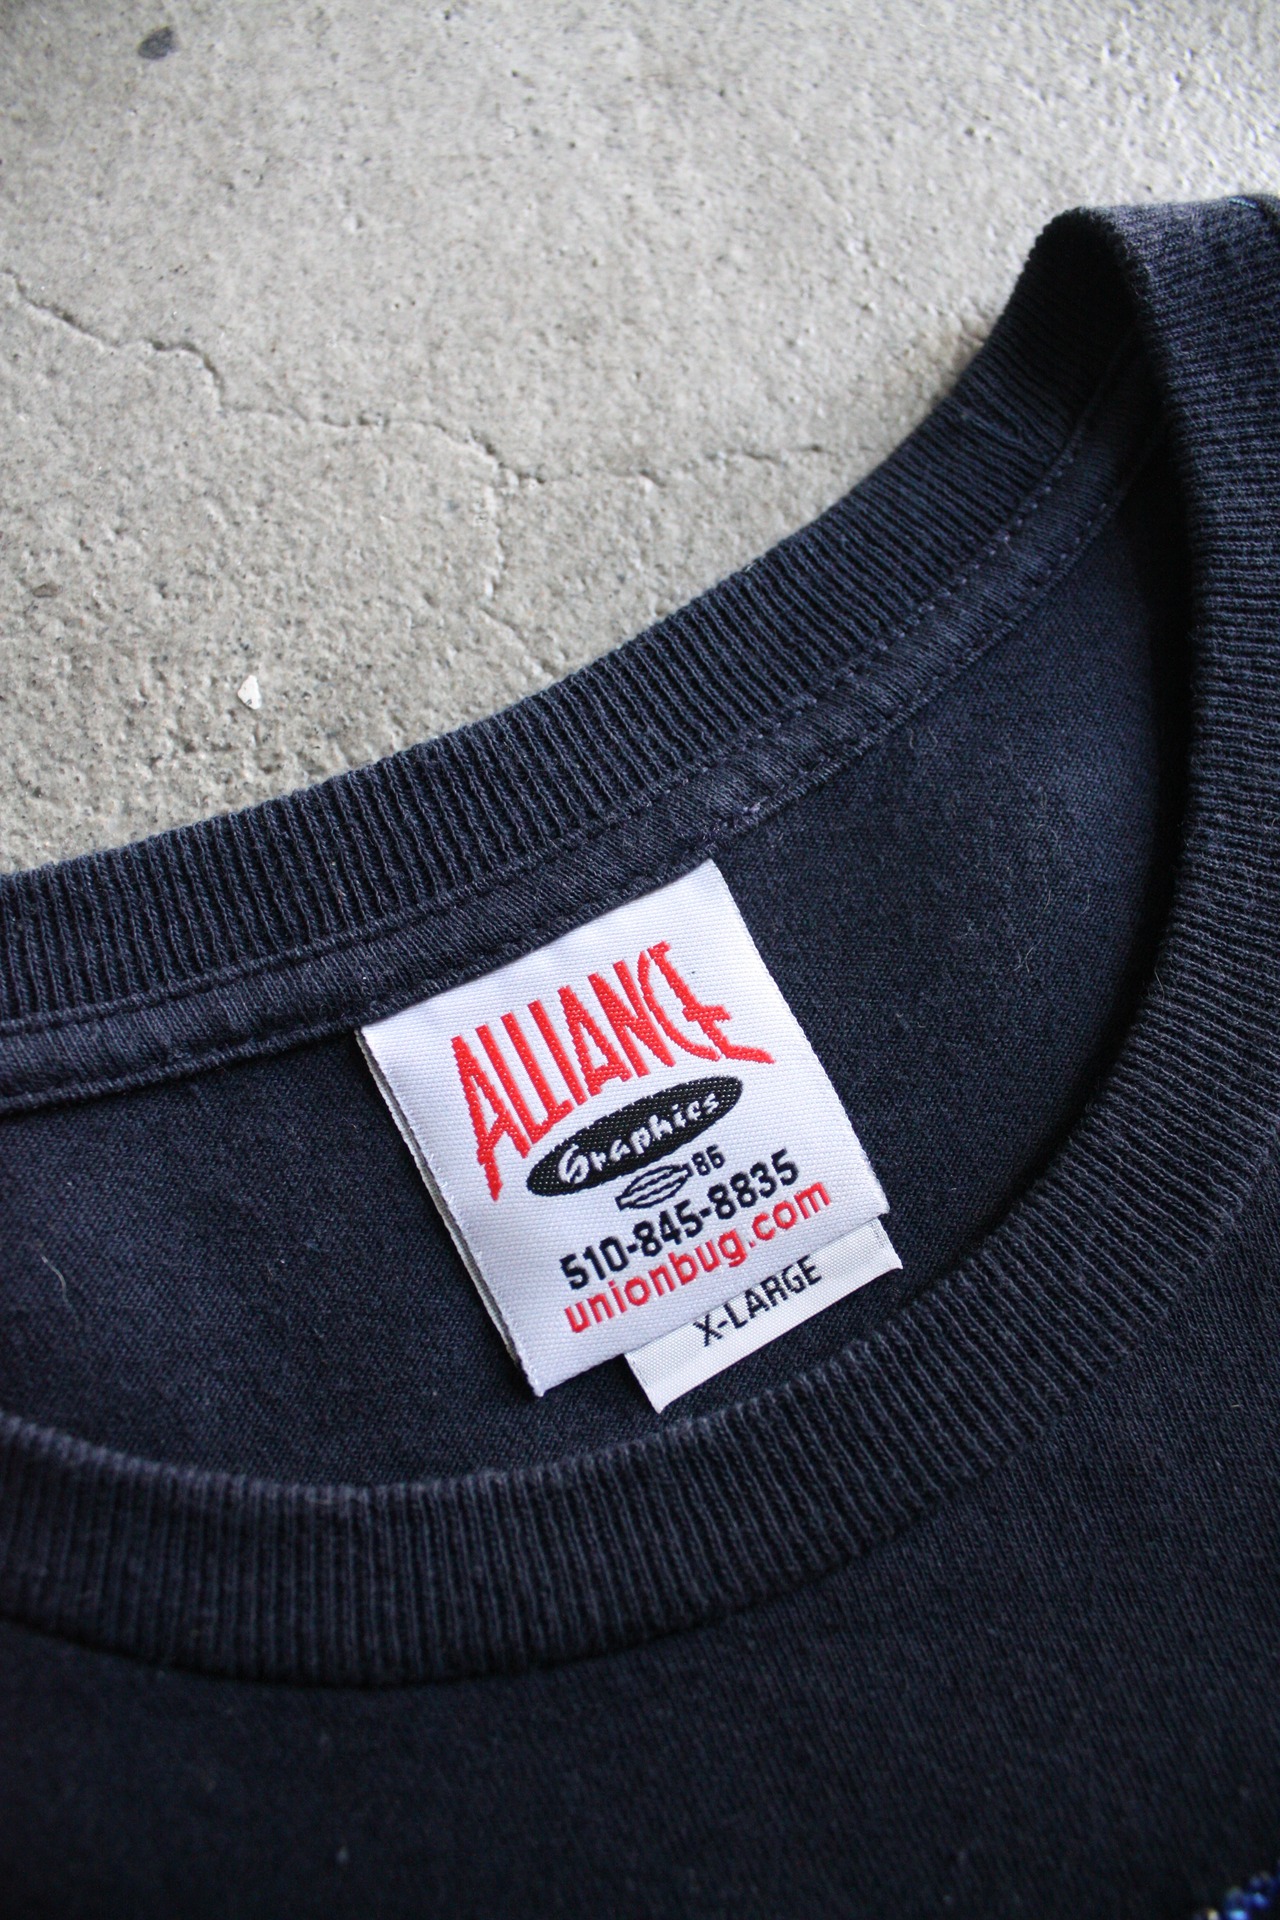 ALLIANCE
Graphics
86
510-845-8835
unionbug.com
X-LARGE